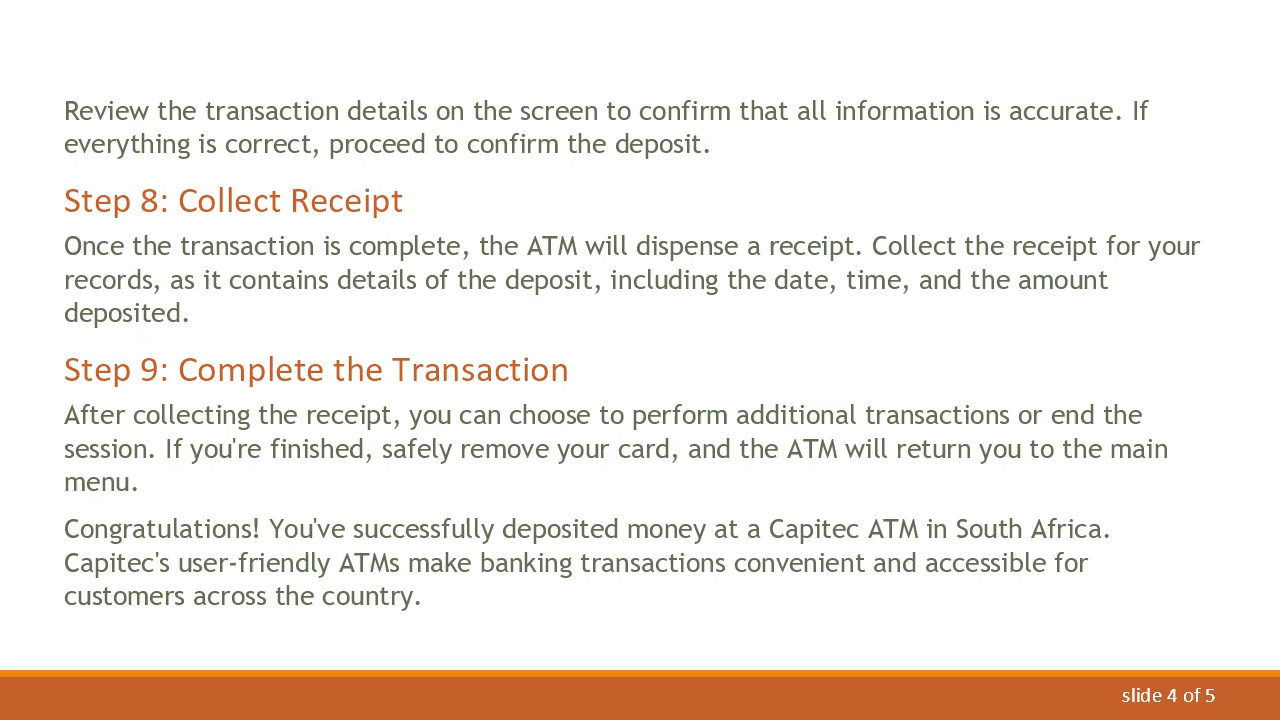 Review the transaction details on the screen to confirm that all information is accurate. If
everything is correct, proceed to confirm the deposit.
Step 8: Collect Receipt
Once the transaction is complete, the ATM will dispense a receipt. Collect the receipt for your
records, as it contains details of the deposit, including the date, time, and the amount
deposited.
Step 9: Complete the Transaction
After collecting the receipt, you can choose to perform additional transactions or end the
session. If you're finished, safely remove your card, and the ATM will return you to the main
menu.
Congratulations! You've successfully deposited money at a Capitec ATM in South Africa.
Capitec's user-friendly ATMs make banking transactions convenient and accessible for
customers across the country.
slide 4 of 5